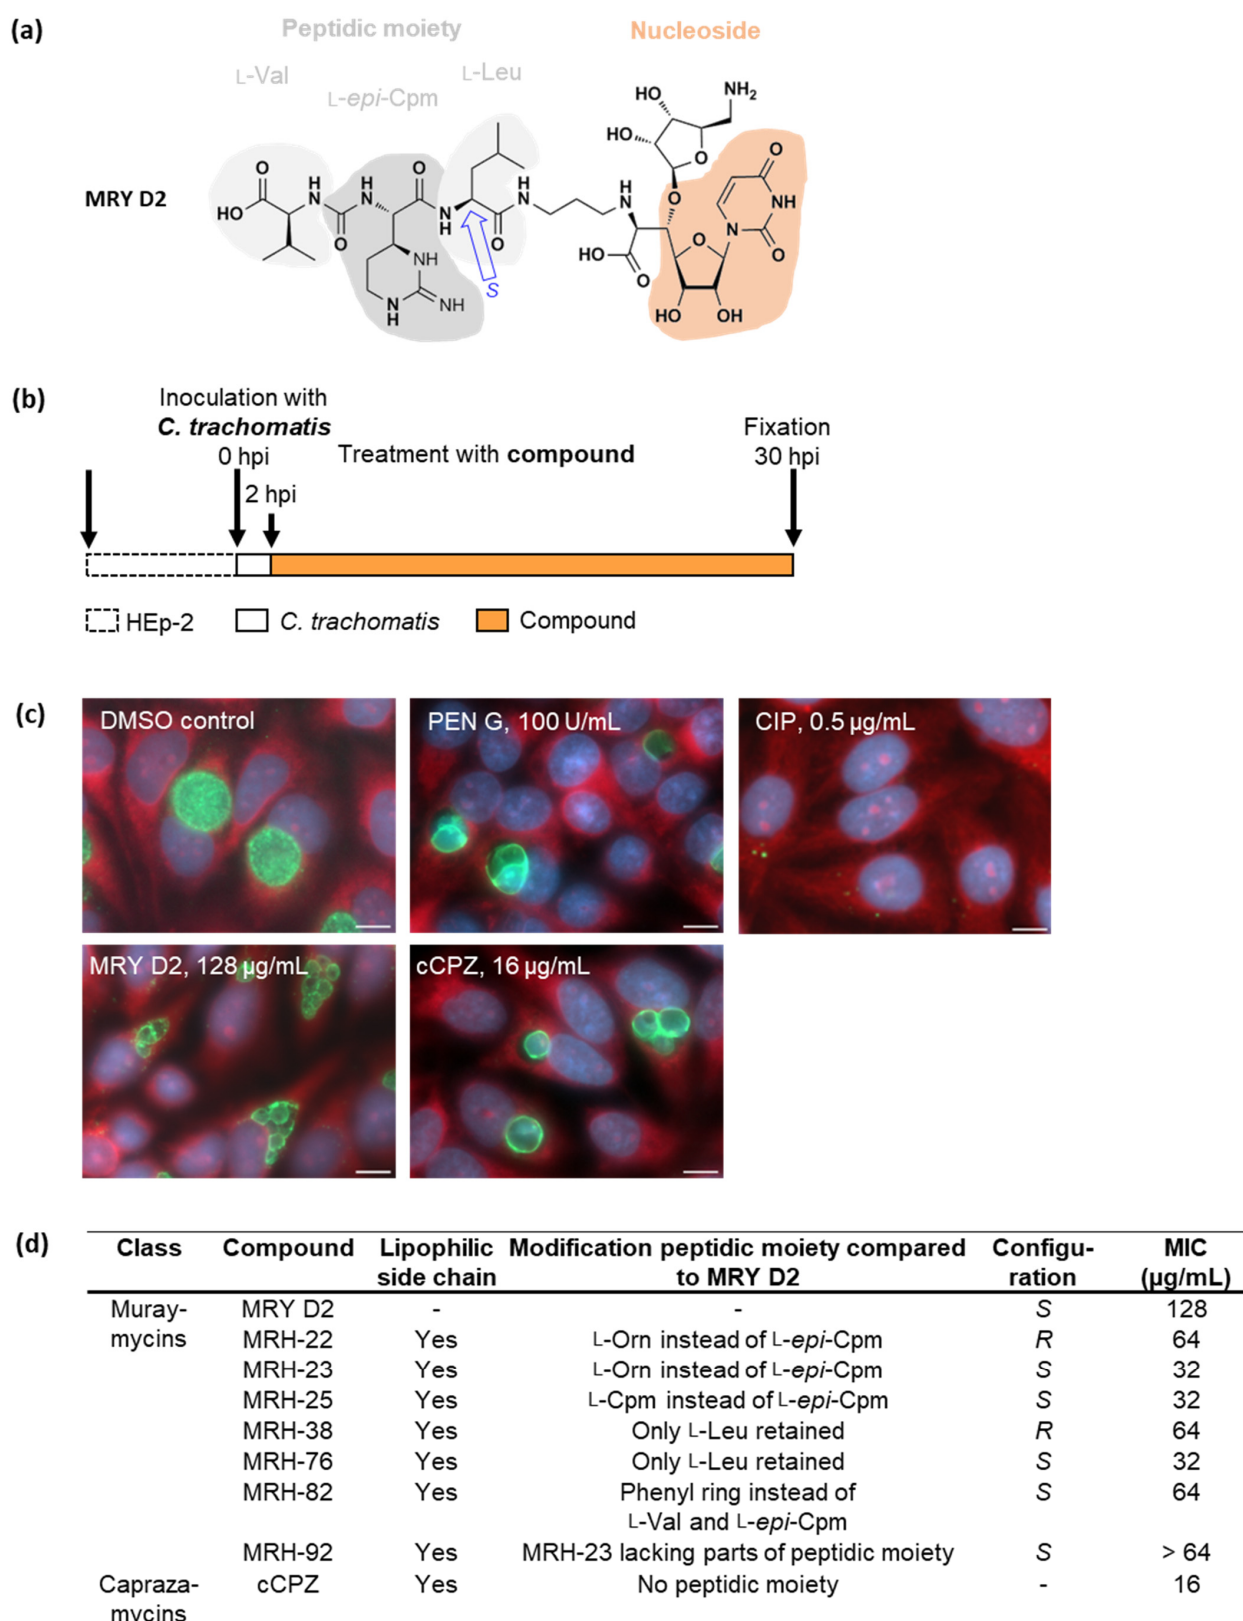 (a)
Peptidic moiety
Nucleoside
L-Val
L-epi-Cpm
L-Leu
MRY D2
HO
NH2
HO
O
O
H
N
H
N
O
O
N
H
H
N
O
H
N
O
O
NH
N
O
HO
O
O
NH
N
H
NH
S
HO
OH
(b)
Inoculation with
C. trachomatis
0 hpi
Treatment with compound
Fixation
30 hpi
2 hpi
HEp-2
C. trachomatis
Compound
(c)
DMSO control
PEN G, 100 U/mL
CIP, 0.5 µg/mL
MRY D2, 128 µg/mL
cCPZ, 16 µg/mL
(d)
Class Compound Lipophilic side chain Modification peptidic moiety compared to MRY D2 Configu-ration MIC (µg/mL)
Muray-mycins MRY D2 - - S 128
MRH-22 Yes L-Orn instead of L-epi-Cpm R 64
MRH-23 Yes L-Orn instead of L-epi-Cpm S 32
MRH-25 Yes L-Cpm instead of L-epi-Cpm S 32
MRH-38 Yes Only L-Leu retained R 64
MRH-76 Yes Only L-Leu retained S 32
MRH-82 Yes Phenyl ring instead of L-Val and L-epi-Cpm S 64
MRH-92 Yes MRH-23 lacking parts of peptidic moiety S > 64
Capraza-mycins cCPZ Yes No peptidic moiety - 16